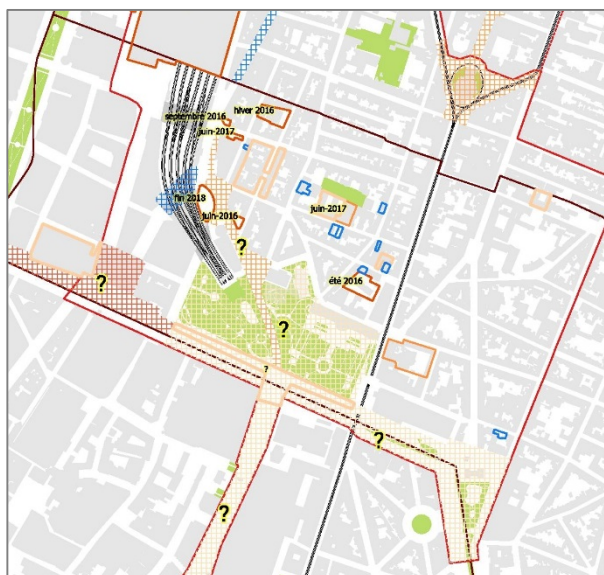 septembre 2016
hiver 2016
juin-2017
fin 2018
juin-2016
juin-2017
?
été 2016
?
?
?
?
?